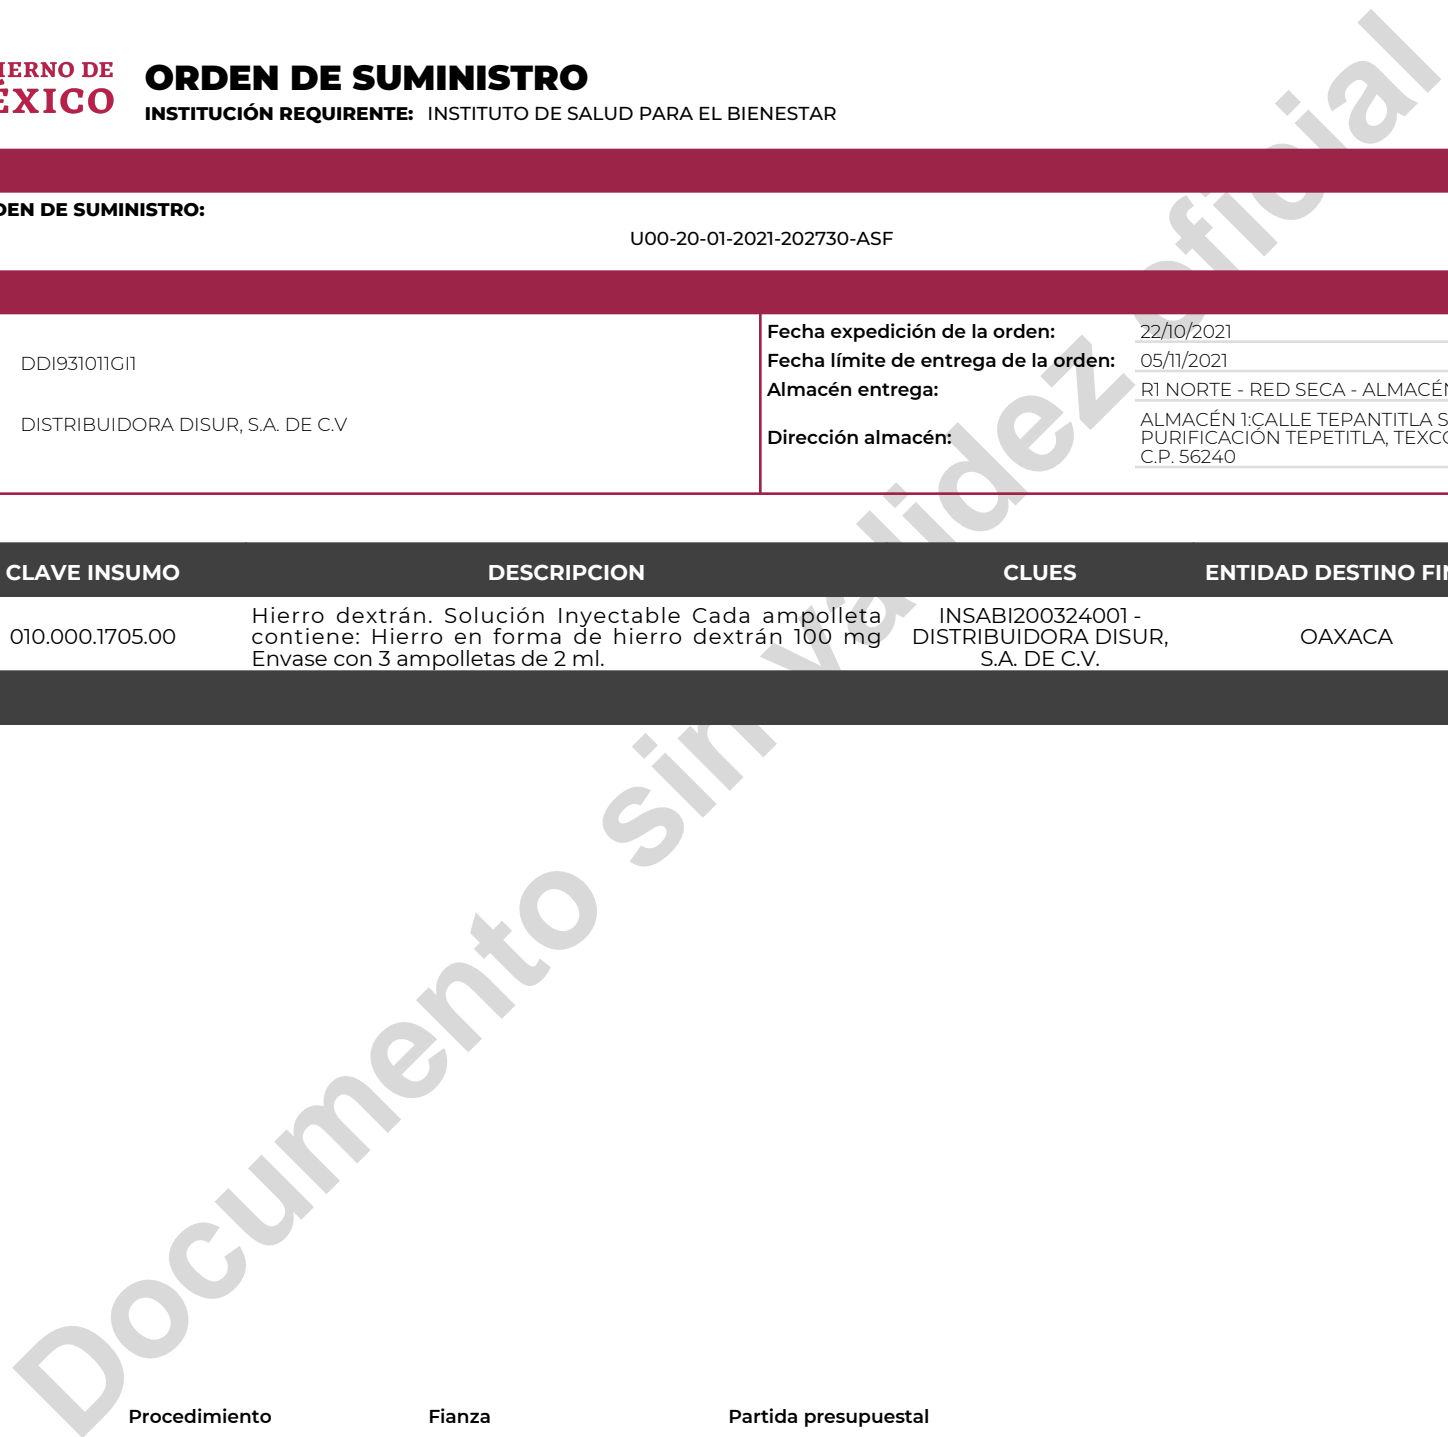 ORDEN DE SUMINISTRO
INSTITUCIÓN REQUIRENTE: INSTITUTO DE SALUD PARA EL BIENESTAR
IERNO DE
ÉXICO
DEN DE SUMINISTRO:
U00-20-01-2021-202730-ASF
DDI931011GI1
DISTRIBUIDORA DISUR, S.A. DE C.V
Fecha expedición de la orden: 22/10/2021
Fecha límite de entrega de la orden: 05/11/2021
Almacén entrega: R1 NORTE - RED SECA - ALMACÉN
Dirección almacén: ALMACÉN 1:CALLE TEPANTITLA S
PURIFICACIÓN TEPETITLA, TEXCO
C.P. 56240
CLAVE INSUMO DESCRIPCION CLUES ENTIDAD DESTINO FIN
010.000.1705.00
Hierro dextrán. Solución Inyectable Cada ampolleta
contiene: Hierro en forma de hierro dextrán 100 mg
Envase con 3 ampolletas de 2 ml.
INSABI200324001 -
DISTRIBUIDORA DISUR,
S.A. DE C.V.
OAXACA
Documento sin validez oficial
Procedimiento Fianza Partida presupuestal